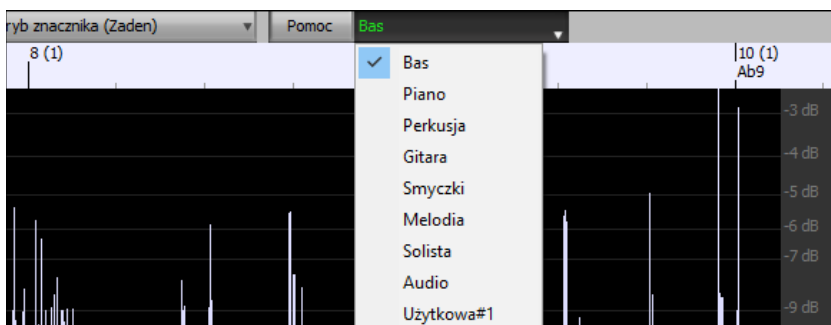 ryb znacznika (Zaden) Pomoc Bas
8 (1) 10 (1)
Ab9
Bas
Piano
Perkusja
Gitara
Smyczki
Melodia
Solista
Audio
Użytkowa#1
-3 dB
-4 dB
-5 dB
-6 dB
-7 dB
-9 dB